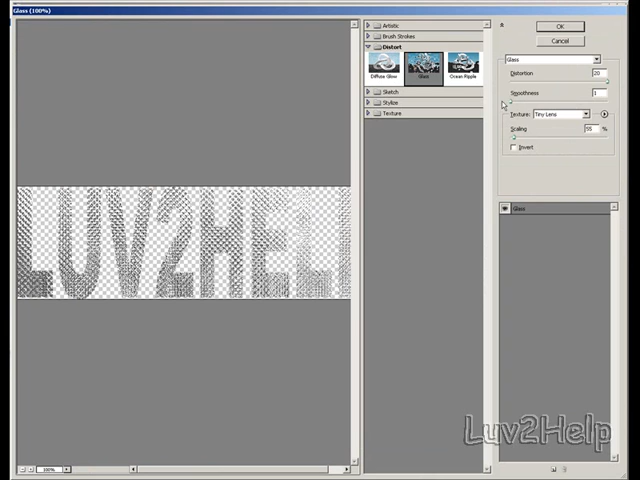 Glass (100%)
Artistic
Brush Strokes
Distort
Diffuse Glow
Glass
Ocean Ripple
Sketch
Stylize
Texture
OK
Cancel
Glass
Distortion 20
Smoothness 1
Texture: Tiny Lens
Scaling 55 %
Invert
Glass
LUV2HEL
Luv2Help
100%